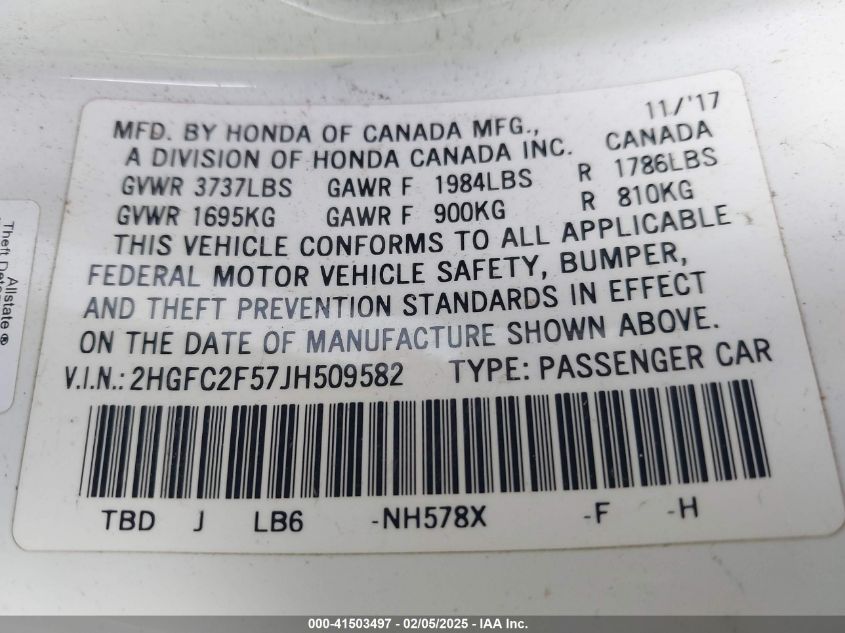 11/'17
MFD. BY HONDA OF CANADA MFG.,
A DIVISION OF HONDA CANADA INC. CANADA
GVWR 3737LBS GAWR F 1984LBS R 1786LBS
GVWR 1695KG GAWR F 900KG R 810KG
THIS VEHICLE CONFORMS TO ALL APPLICABLE
FEDERAL MOTOR VEHICLE SAFETY, BUMPER,
AND THEFT PREVENTION STANDARDS IN EFFECT
ON THE DATE OF MANUFACTURE SHOWN ABOVE.
V.I.N.: 2HGFC2F57JH509582 TYPE: PASSENGER CAR
TBD J LB6 -NH578X -F -H
Allstate®
Theft
000-41503497 - 02/05/2025 - IAA Inc.